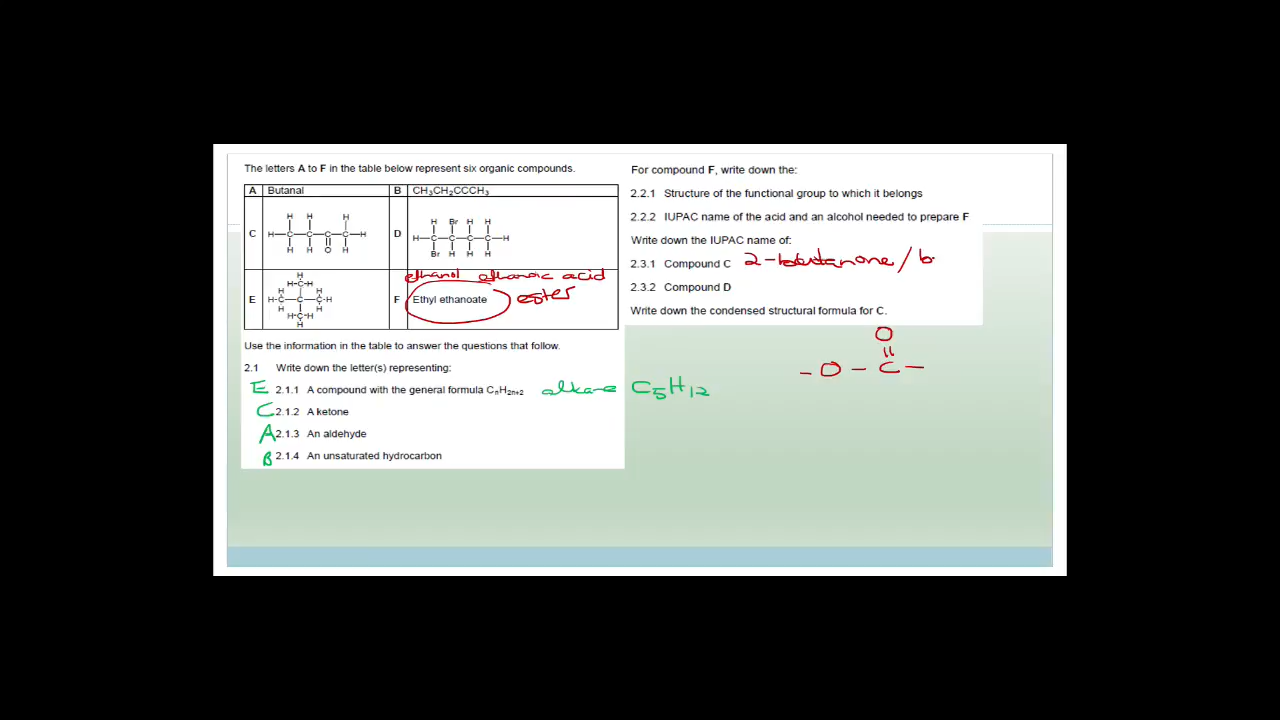 The letters A to F in the table below represent six organic compounds.
A Butanal B CH₃CH₂CCCH₃
C
H H H
H—C—C—C—C—H
H H O H
D
H Br H H
H—C—C—C—C—H
Br H H H
E
H
H-C-H
H H
H-C—C—C-H
H H
H-C-H
H
ethanol ethanoic acid
F Ethyl ethanoate ester
Use the information in the table to answer the questions that follow.
2.1 Write down the letter(s) representing:
E 2.1.1 A compound with the general formula CₙH₂ₙ₊₂ alkane C₅H₁₂
C 2.1.2 A ketone
A 2.1.3 An aldehyde
B 2.1.4 An unsaturated hydrocarbon
For compound F, write down the:
2.2.1 Structure of the functional group to which it belongs
2.2.2 IUPAC name of the acid and an alcohol needed to prepare F
Write down the IUPAC name of:
2.3.1 Compound C 2-butanone / b
2.3.2 Compound D
Write down the condensed structural formula for C.
O
||
– O – C –